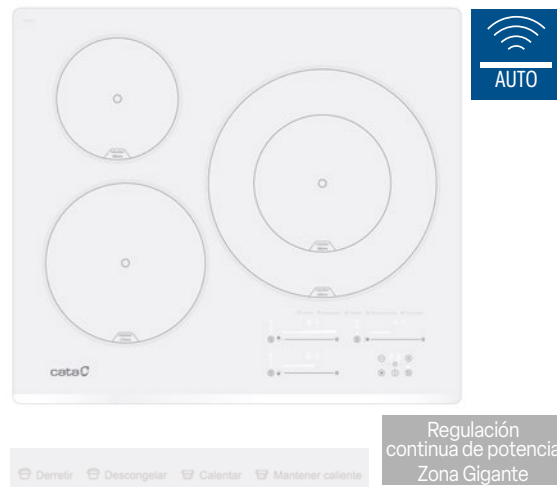 AUTO
cata
Regulación
continua de potencia
Zona Gigante
Derretir Descongelar Calentar Mantener caliente